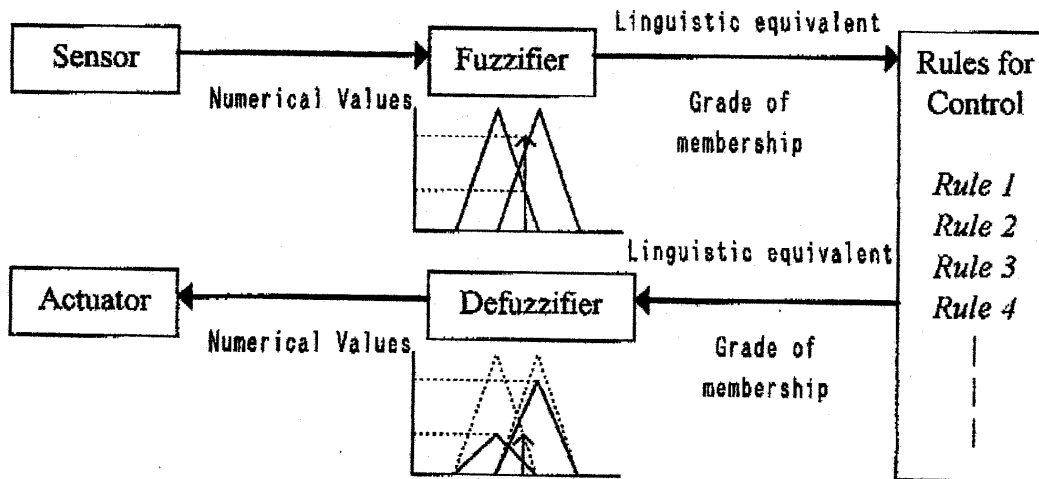 Sensor
Numerical Values
Fuzzifier
Linguistic equivalent
Grade of
membership
Rules for
Control
Rule 1
Rule 2
Rule 3
Rule 4
Linguistic equivalent
Grade of
membership
Defuzzifier
Numerical Values
Actuator